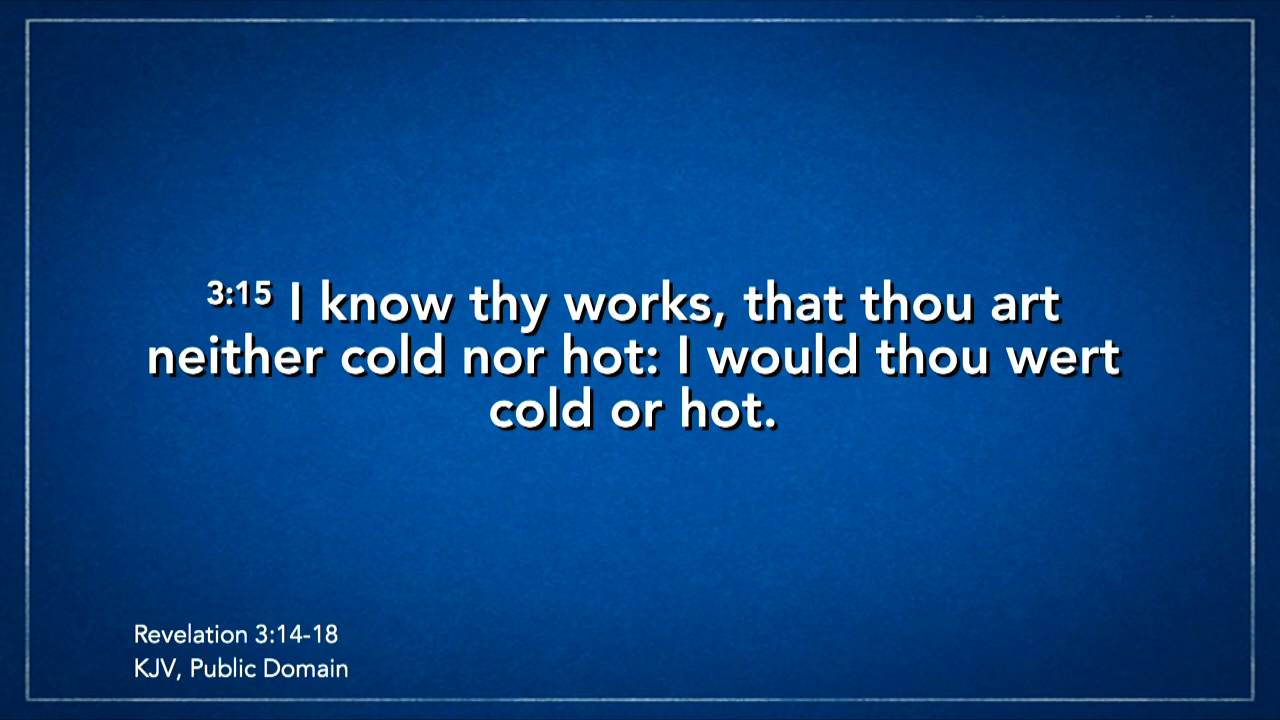 3:15 I know thy works, that thou art
neither cold nor hot: I would thou wert
cold or hot.
Revelation 3:14-18
KJV, Public Domain